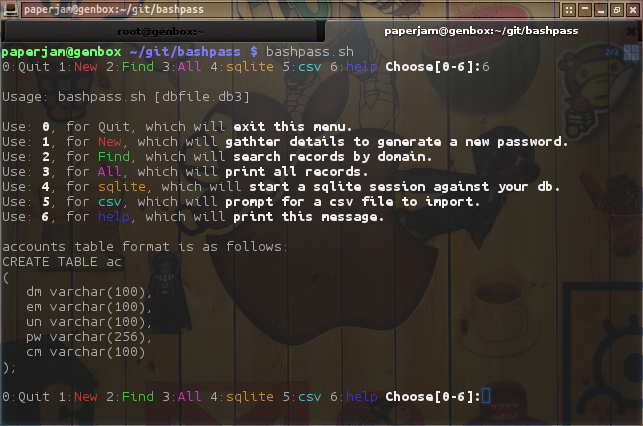 paperjam@genbox:~/git/bashpass
root@genbox:~
paperjam@genbox:~/git/bashpass
2/2
paperjam@genbox ~/git/bashpass $ bashpass.sh
0:Quit 1:New 2:Find 3:All 4:sqlite 5:csv 6:help Choose[0-6]:6
Usage: bashpass.sh [dbfile.db3]
Use: 0, for Quit, which will exit this menu.
Use: 1, for New, which will gathter details to generate a new password.
Use: 2, for Find, which will search records by domain.
Use: 3, for All, which will print all records.
Use: 4, for sqlite, which will start a sqlite session against your db.
Use: 5, for csv, which will prompt for a csv file to import.
Use: 6, for help, which will print this message.
accounts table format is as follows:
CREATE TABLE ac
(
dm varchar(100),
em varchar(100),
un varchar(100),
pw varchar(256),
cm varchar(100)
);
0:Quit 1:New 2:Find 3:All 4:sqlite 5:csv 6:help Choose[0-6]: